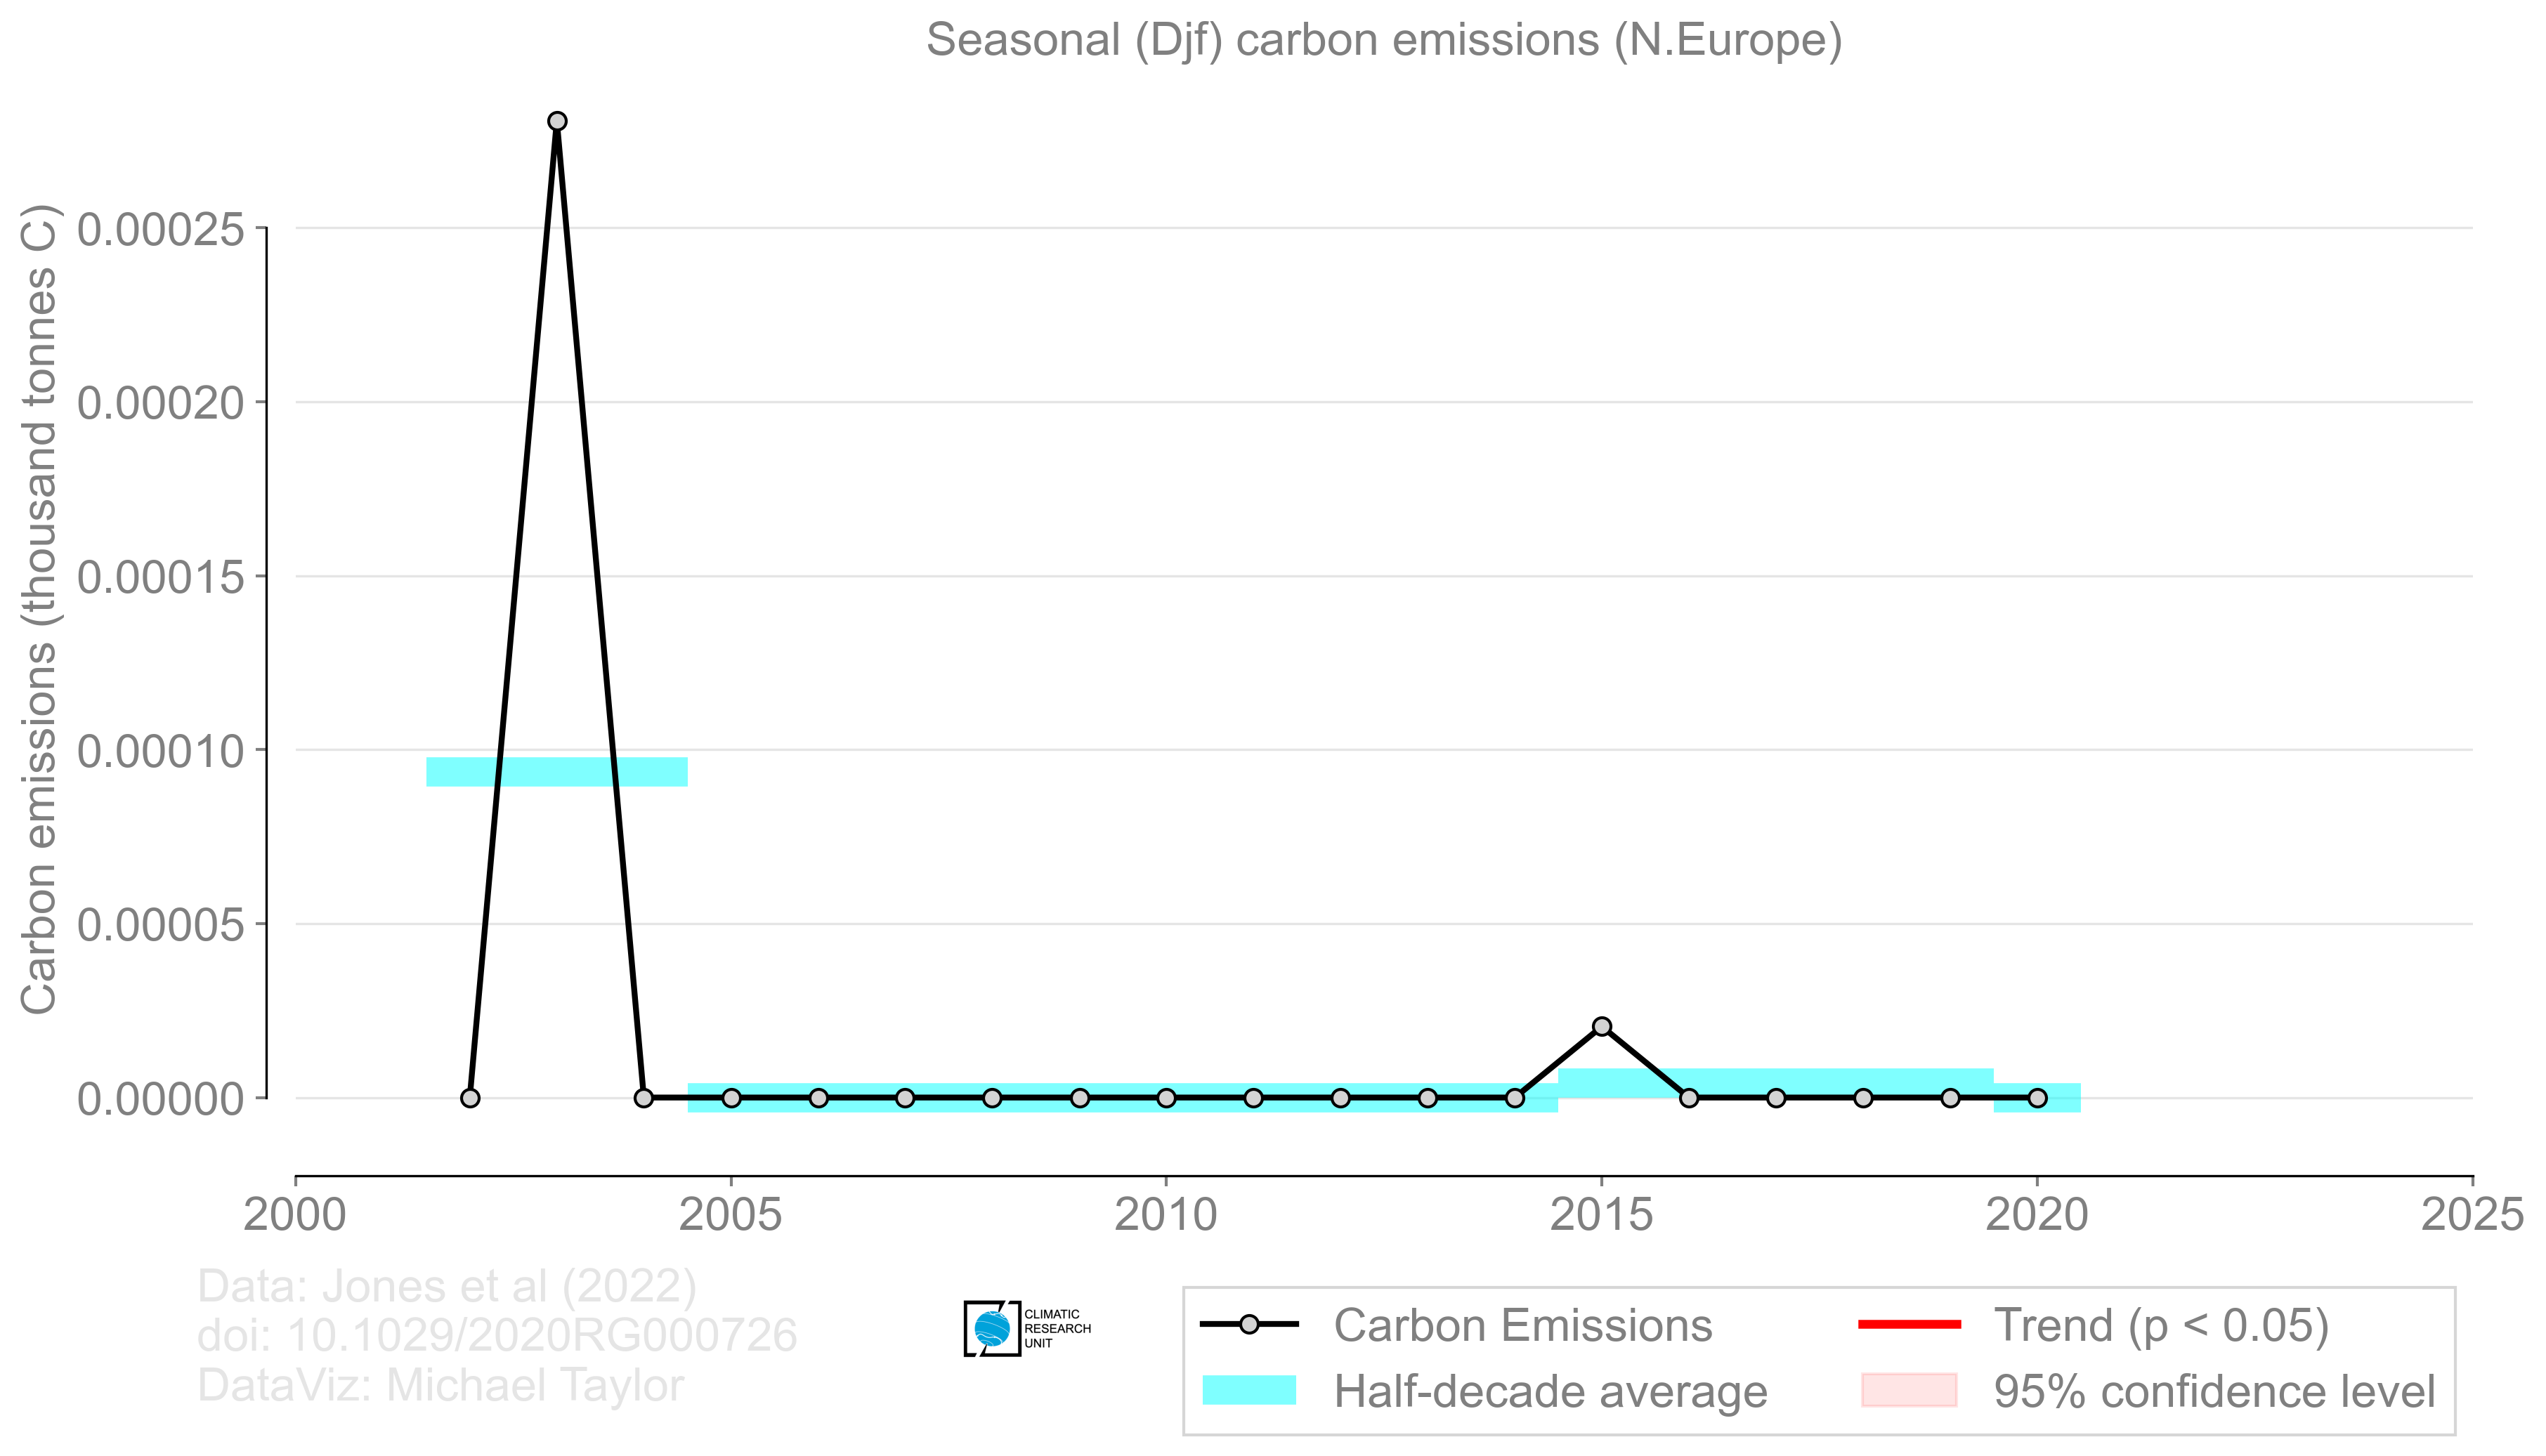 Seasonal (Djf) carbon emissions (N.Europe)
Carbon emissions (thousand tonnes C)
0.00025
0.00020
0.00015
0.00010
0.00005
0.00000
2000
2005
2010
2015
2020
2025
Data: Jones et al (2022)
doi: 10.1029/2020RG000726
DataViz: Michael Taylor
CLIMATIC
RESEARCH
UNIT
Carbon Emissions
Half-decade average
Trend (p < 0.05)
95% confidence level